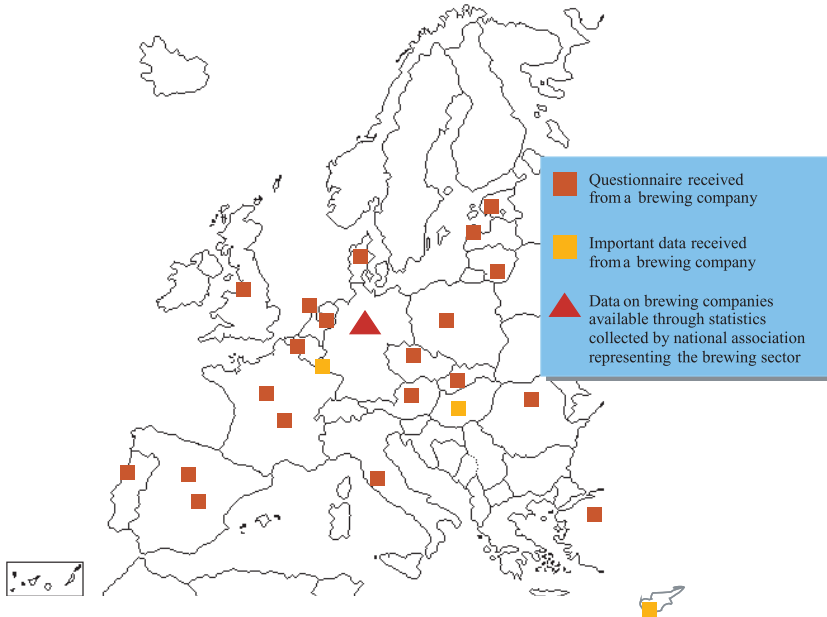 Questionnaire received
from a brewing company
Important data received
from a brewing company
Data on brewing companies
available through statistics
collected by national association
representing the brewing sector